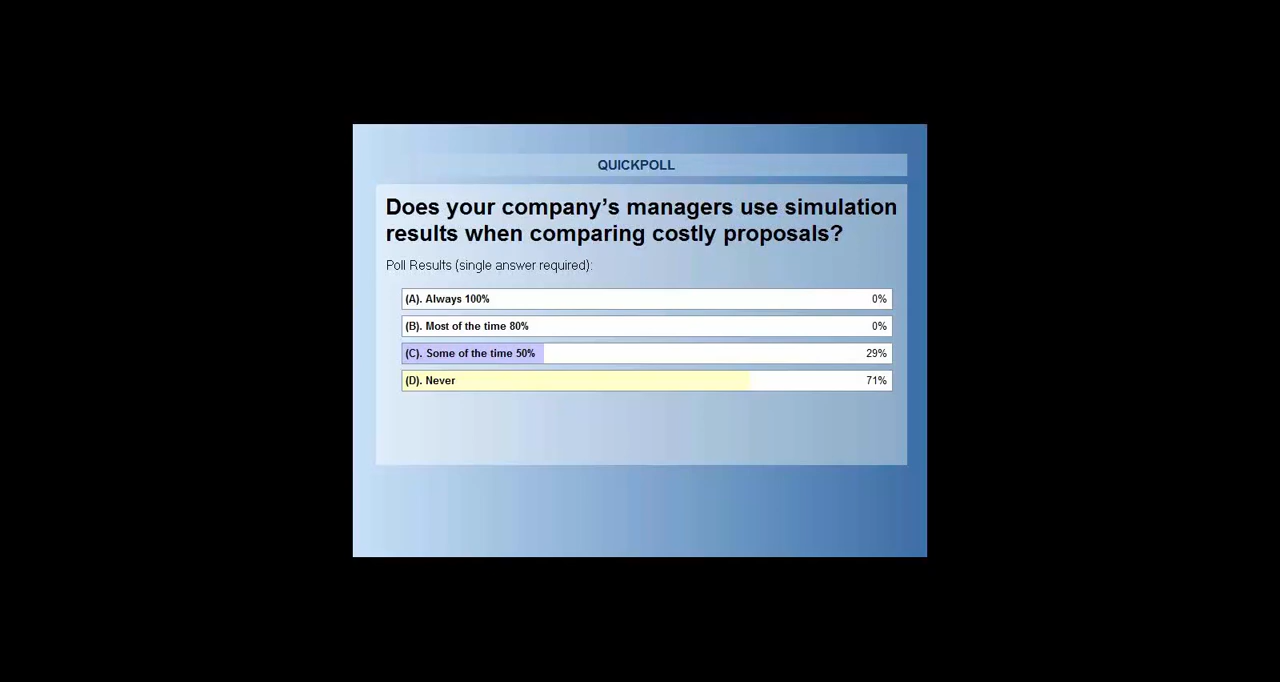 QUICKPOLL
Does your company’s managers use simulation
results when comparing costly proposals?
Poll Results (single answer required):
(A). Always 100% 0%
(B). Most of the time 80% 0%
(C). Some of the time 50% 29%
(D). Never 71%